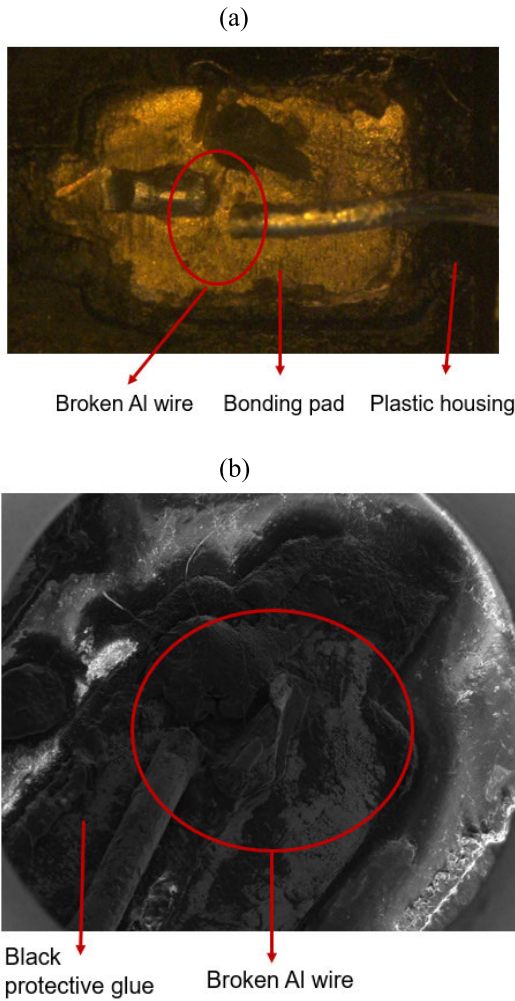 (a)
Broken Al wire
Bonding pad
Plastic housing
(b)
Black
protective glue
Broken Al wire